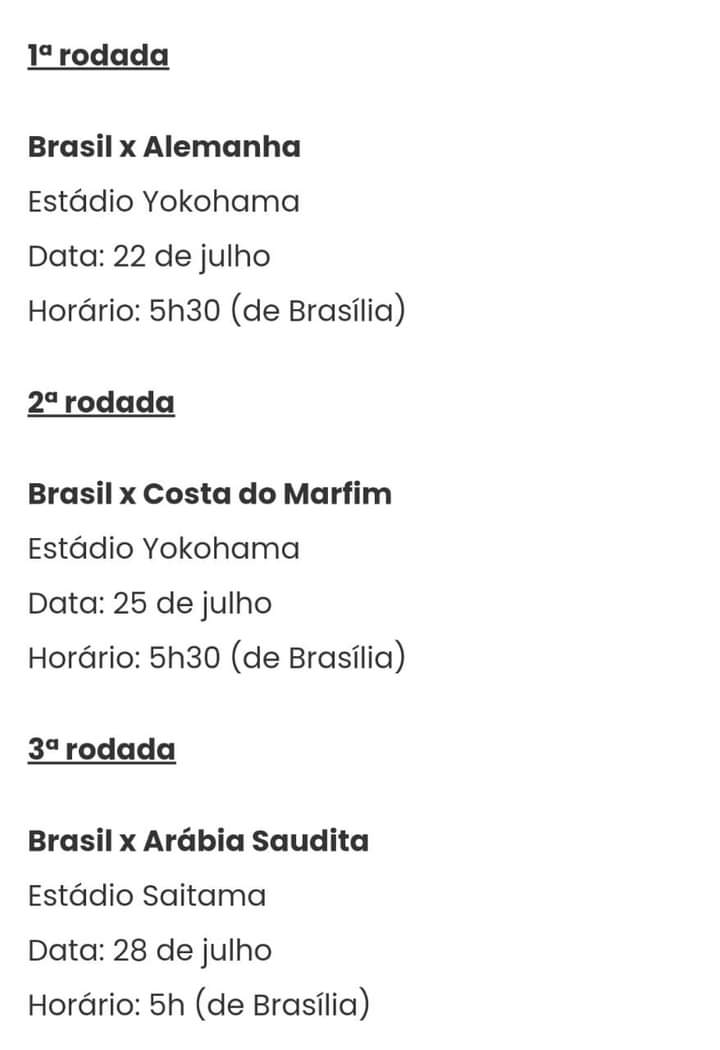 1ª rodada
Brasil x Alemanha
Estádio Yokohama
Data: 22 de julho
Horário: 5h30 (de Brasília)
2ª rodada
Brasil x Costa do Marfim
Estádio Yokohama
Data: 25 de julho
Horário: 5h30 (de Brasília)
3ª rodada
Brasil x Arábia Saudita
Estádio Saitama
Data: 28 de julho
Horário: 5h (de Brasília)